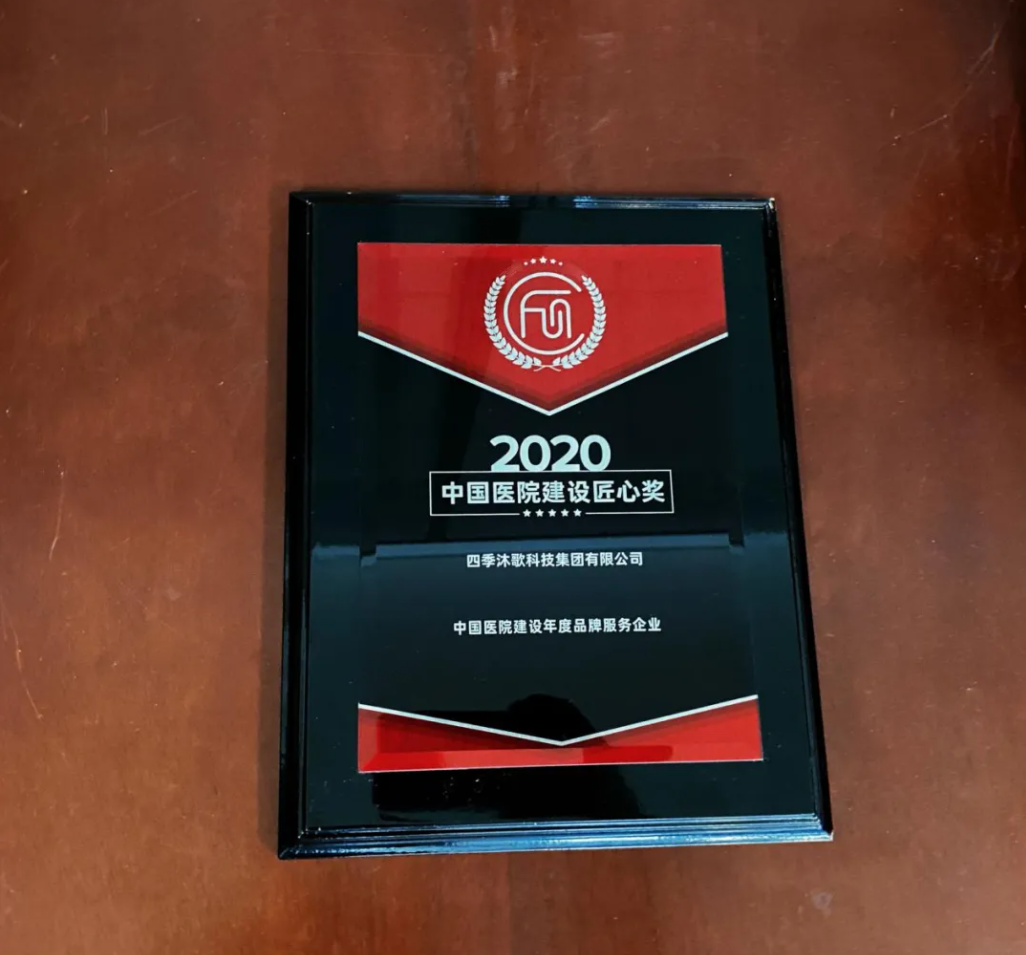 2020
中国医院建设匠心奖
四季沐歌科技集团有限公司
中国医院建设年度品牌服务企业